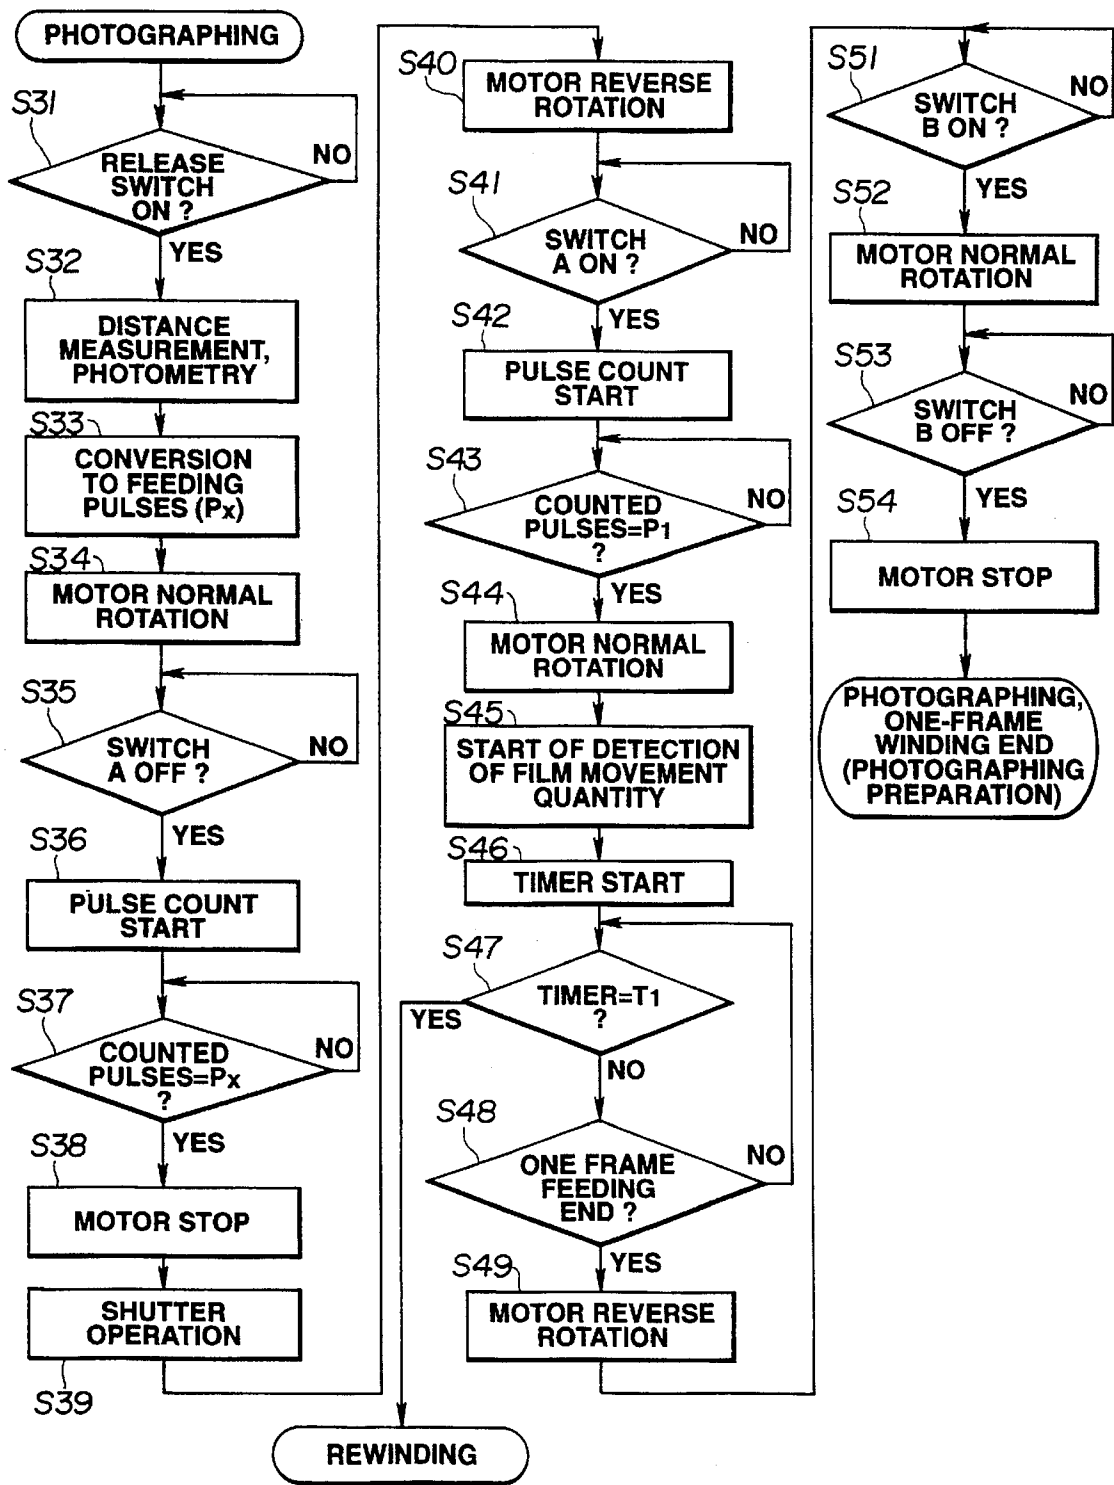 PHOTOGRAPHING
S31
RELEASE
SWITCH
ON ?
NO
YES
S32
DISTANCE
MEASUREMENT,
PHOTOMETRY
S33
CONVERSION
TO FEEDING
PULSES (Px)
S34
MOTOR NORMAL
ROTATION
S35
SWITCH
A OFF ?
NO
YES
S36
PULSE COUNT
START
S37
COUNTED
PULSES=Px
?
NO
YES
S38
MOTOR STOP
SHUTTER
OPERATION
S39
S40
MOTOR REVERSE
ROTATION
S41
SWITCH
A ON ?
NO
YES
S42
PULSE COUNT
START
S43
COUNTED
PULSES=P1
?
NO
YES
S44
MOTOR NORMAL
ROTATION
S45
START OF DETECTION
OF FILM MOVEMENT
QUANTITY
S46
TIMER START
S47
TIMER=T1
?
YES
NO
S48
ONE FRAME
FEEDING
END ?
NO
YES
S49
MOTOR REVERSE
ROTATION
REWINDING
S51
SWITCH
B ON ?
NO
YES
S52
MOTOR NORMAL
ROTATION
S53
SWITCH
B OFF ?
NO
YES
S54
MOTOR STOP
PHOTOGRAPHING,
ONE-FRAME
WINDING END
(PHOTOGRAPHING
PREPARATION)